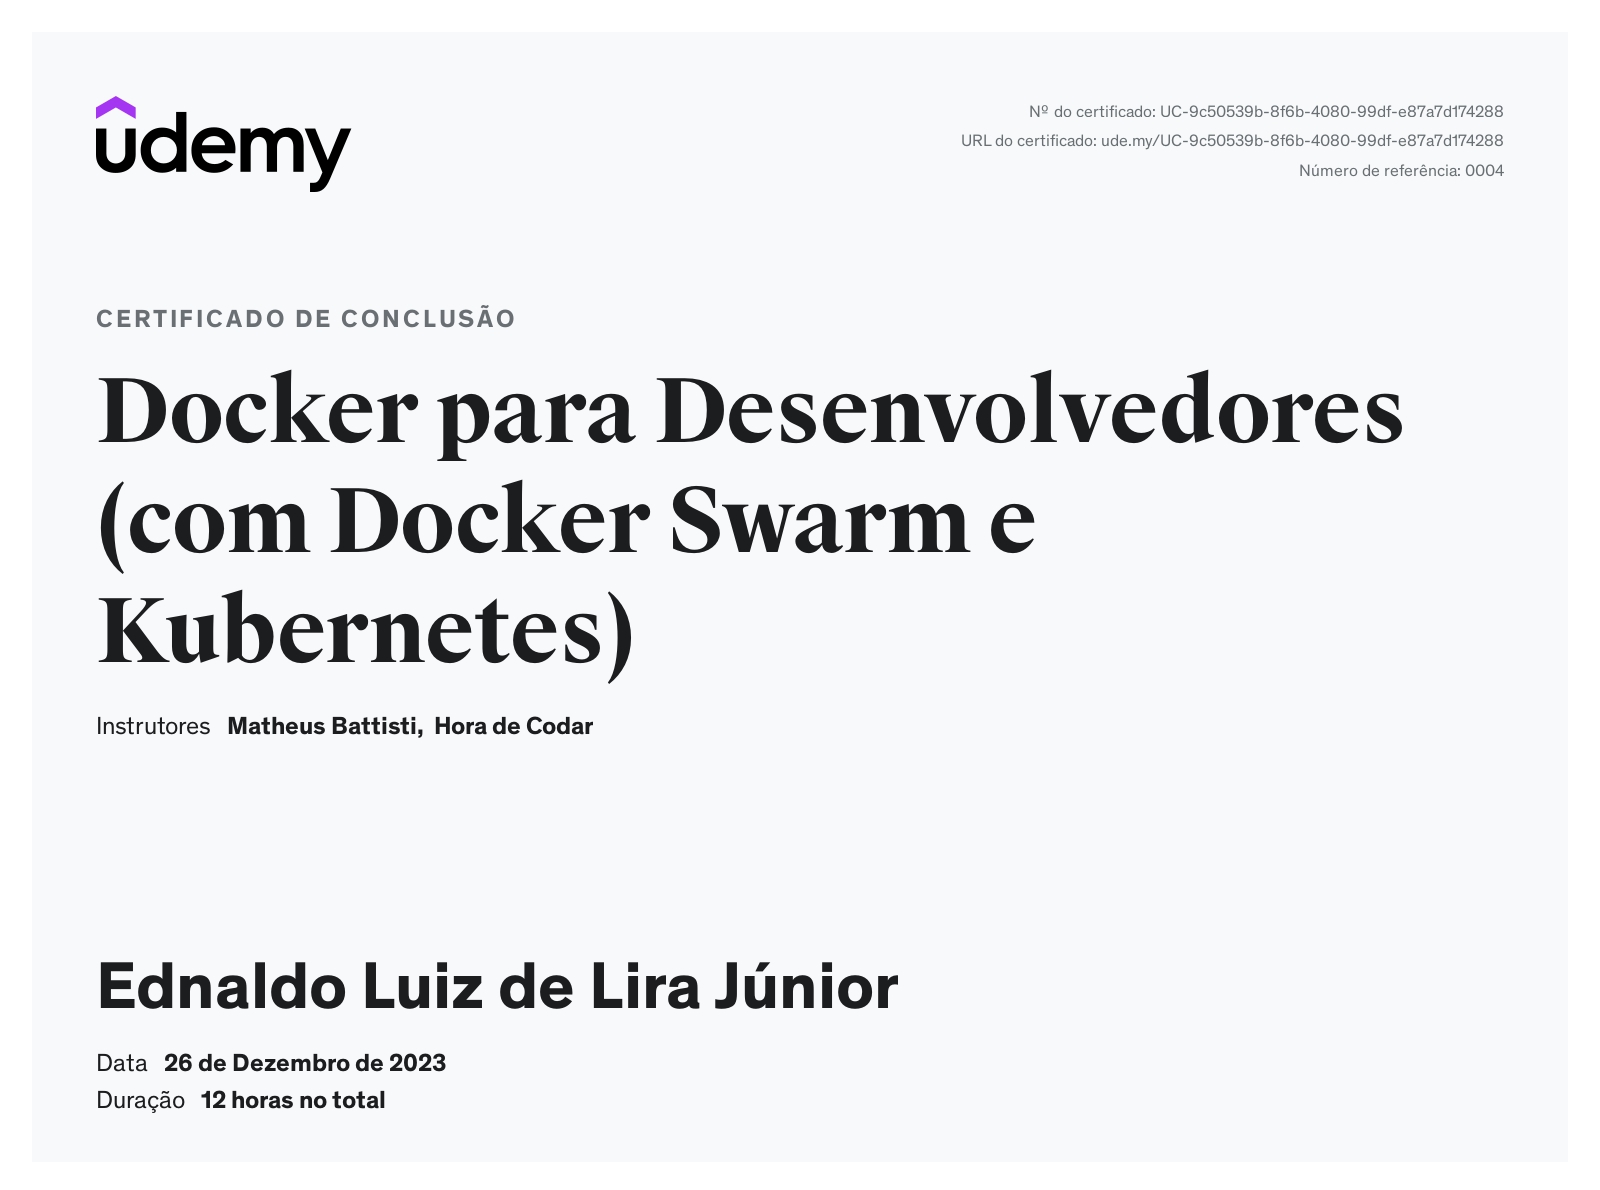 udemy
Nº do certificado: UC-9c50539b-8f6b-4080-99df-e87a7d174288
URL do certificado: ude.my/UC-9c50539b-8f6b-4080-99df-e87a7d174288
Número de referência: 0004
CERTIFICADO DE CONCLUSÃO
Docker para Desenvolvedores
(com Docker Swarm e
Kubernetes)
Instrutores Matheus Battisti, Hora de Codar
Ednaldo Luiz de Lira Júnior
Data 26 de Dezembro de 2023
Duração 12 horas no total